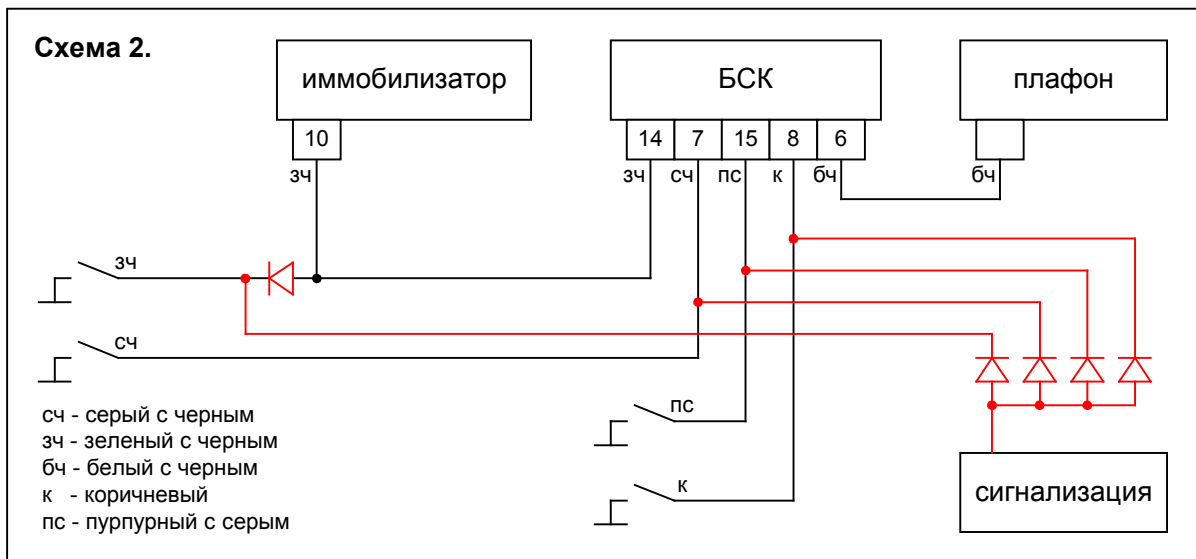 Схема 2.
иммобилизатор
БСК
плафон
10
14 7 15 8 6
зч
зч сч пс к бч
бч
зч
сч
пс
к
сч - серый с черным
зч - зеленый с черным
бч - белый с черным
к - коричневый
пс - пурпурный с серым
сигнализация